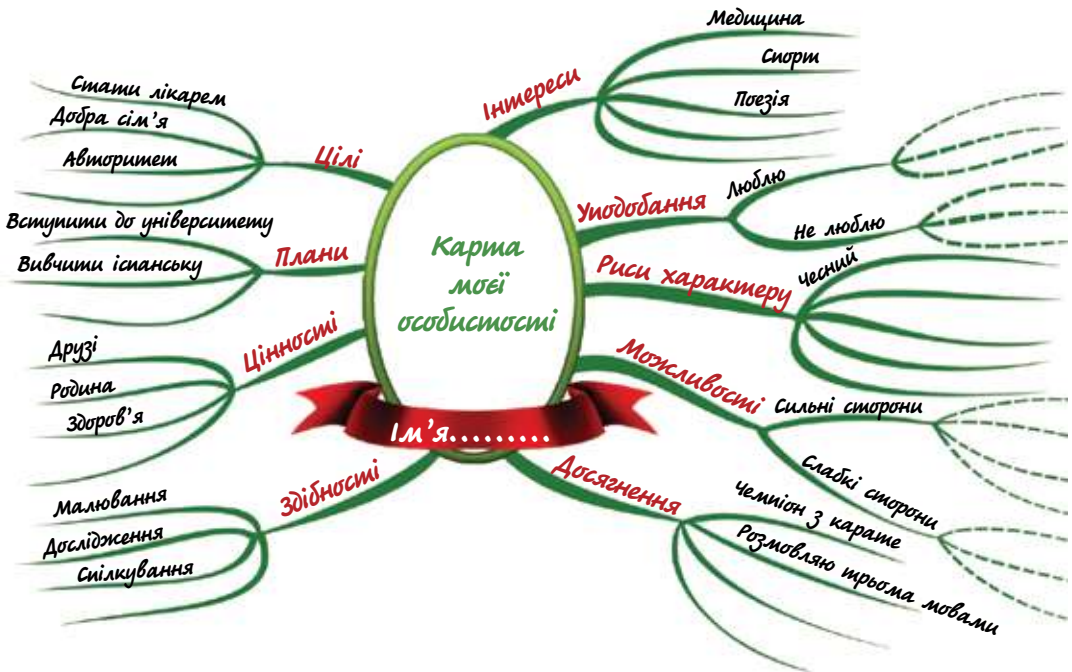 Карта
моєї
особистості
Ім'я.........
Інтереси
Медицина
Спорт
Поезія
Уподобання
Люблю
Не люблю
Риси характеру
Чесний
Можливості
Сильні сторони
Слабкі сторони
Досягнення
Чемпіон з карате
Розмовляю трьома мовами
Цілі
Стати лікарем
Добра сім'я
Авторитет
Плани
Вступити до університету
Вивчити іспанську
Цінності
Друзі
Родина
Здоров'я
Здібності
Малювання
Дослідження
Спілкування